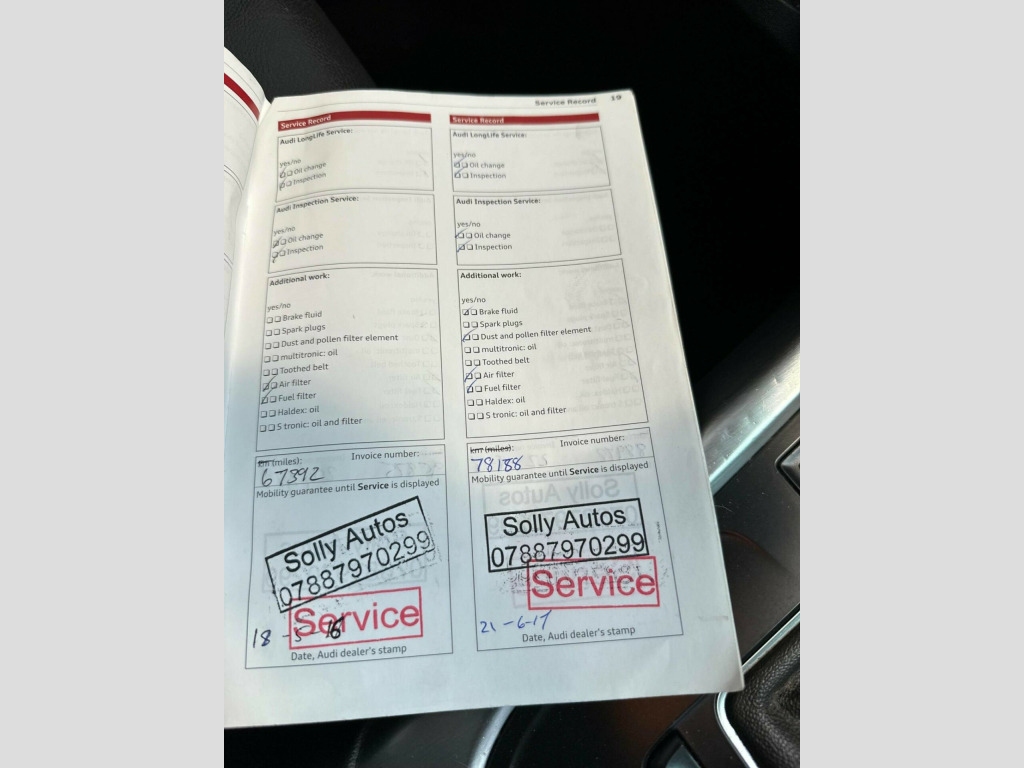 Service Record 19
Service Record
Audi LongLife Service:
yes/no
Oil change
Inspection
Audi Inspection Service:
yes/no
Oil change
Inspection
Additional work:
yes/no
Brake fluid
Spark plugs
Dust and pollen filter element
multitronic: oil
Toothed belt
Air filter
Fuel filter
Haldex: oil
S tronic: oil and filter
km (miles): Invoice number:
67392
Mobility guarantee until Service is displayed
Solly Autos
07887970299
Service
18 - 5 - 16
Date, Audi dealer's stamp
Service Record
Audi LongLife Service:
yes/no
Oil change
Inspection
Audi Inspection Service:
yes/no
Oil change
Inspection
Additional work:
yes/no
Brake fluid
Spark plugs
Dust and pollen filter element
multitronic: oil
Toothed belt
Air filter
Fuel filter
Haldex: oil
S tronic: oil and filter
km (miles): Invoice number:
78188
Mobility guarantee until Service is displayed
Solly Autos
07887970299
Service
21 - 6 - 17
Date, Audi dealer's stamp